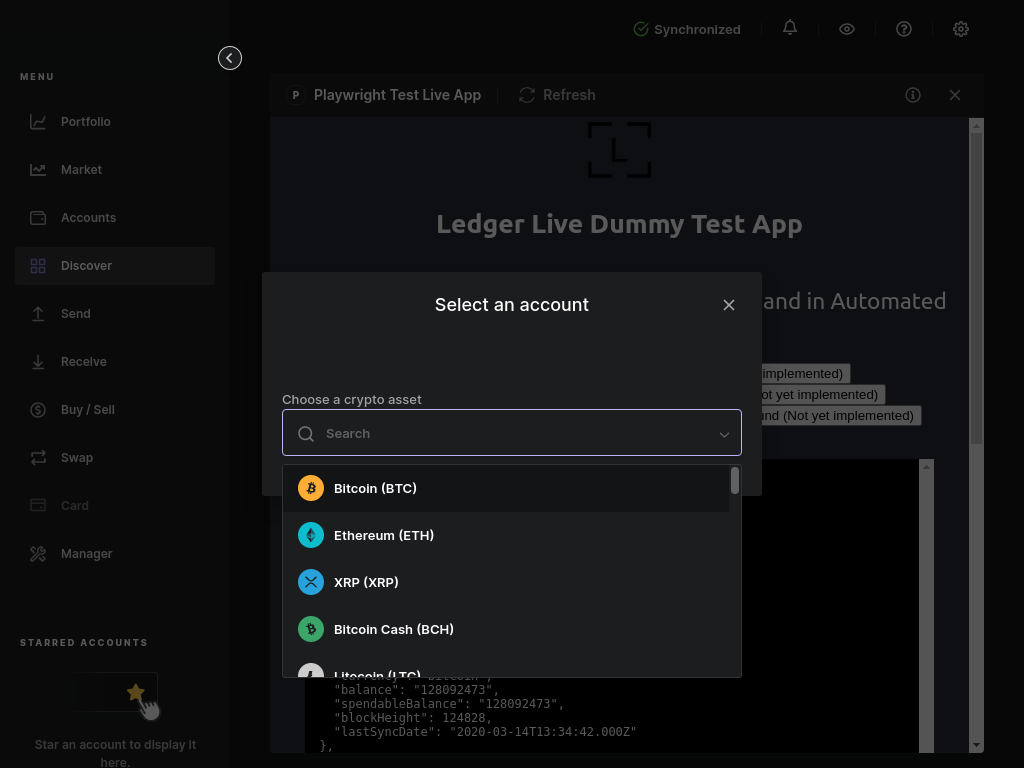 Synchronized
MENU
P Playwright Test Live App
Refresh
Portfolio
Market
Accounts
Discover
Send
Receive
Buy / Sell
Swap
Card
Manager
STARRED ACCOUNTS
Star an account to display it
here.
L
Ledger Live Dummy Test App
and in Automated
implemented)
ot yet implemented)
und (Not yet implemented)
Select an account
Choose a crypto asset
Search
Bitcoin (BTC)
Ethereum (ETH)
XRP (XRP)
Bitcoin Cash (BCH)
Litecoin (LTC)
"currency": "bitcoin",
"balance": "128092473",
"spendableBalance": "128092473",
"blockHeight": 124828,
"lastSyncDate": "2020-03-14T13:34:42.000Z"
},